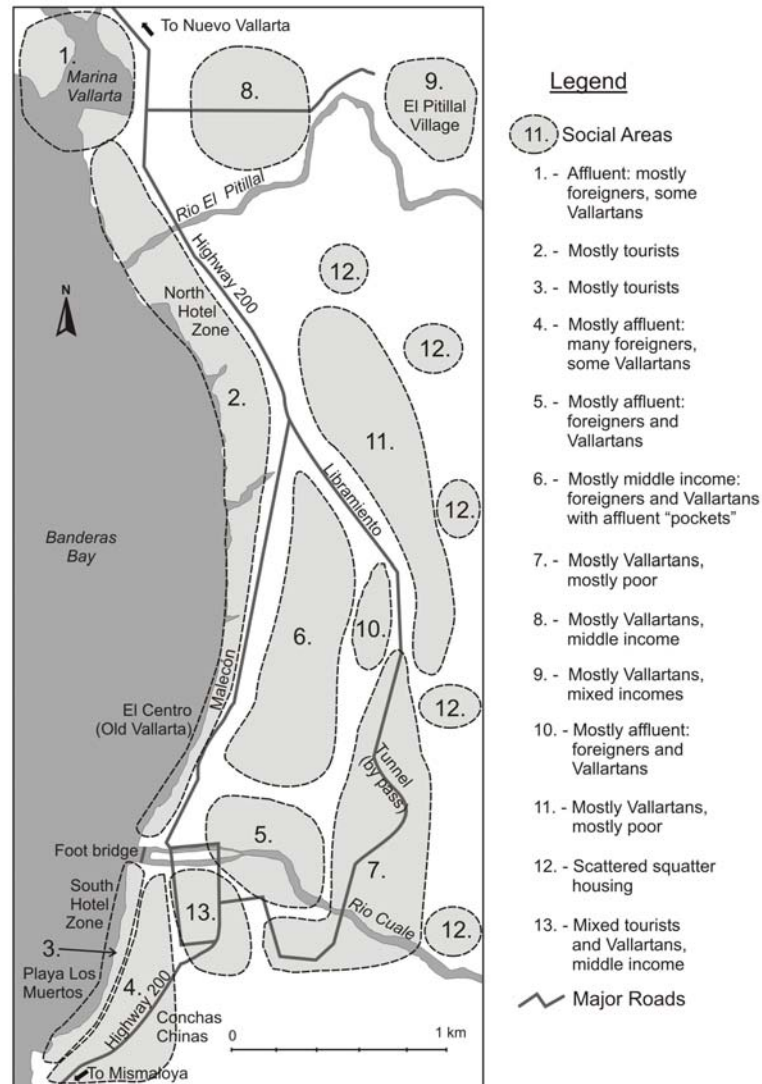 To Nuevo Vallarta
1.
Marina
Vallarta
8.
9.
El Pitillal
Village
Rio El Pitillal
Highway 200
12.
N
North
Hotel
Zone
12.
2.
11.
Libramiento
12.
Banderas
Bay
6.
10.
Malecón
El Centro
(Old Vallarta)
12.
Tunnel
(by pass)
5.
Foot bridge
7.
South
Hotel
Zone
13.
Rio Cuale
12.
3.
Playa Los
Muertos
4.
Highway 200
Conchas
Chinas
0 1 km
To Mismaloya
Legend
11. Social Areas
1. - Affluent: mostly
foreigners, some
Vallartans
2. - Mostly tourists
3. - Mostly tourists
4. - Mostly affluent:
many foreigners,
some Vallartans
5. - Mostly affluent:
foreigners and
Vallartans
6. - Mostly middle income:
foreigners and Vallartans
with affluent “pockets”
7. - Mostly Vallartans,
mostly poor
8. - Mostly Vallartans,
middle income
9. - Mostly Vallartans,
mixed incomes
10. - Mostly affluent:
foreigners and
Vallartans
11. - Mostly Vallartans,
mostly poor
12. - Scattered squatter
housing
13. - Mixed tourists
and Vallartans,
middle income
Major Roads